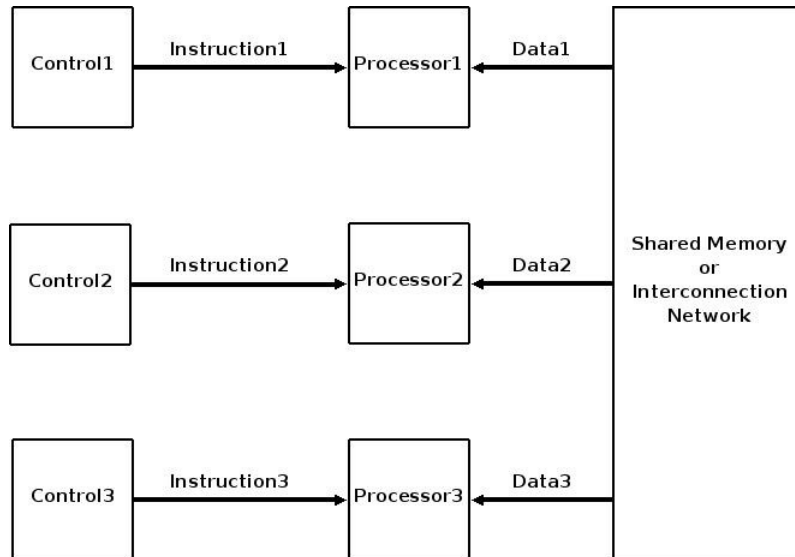 Control1
Instruction1
Processor1
Data1
Control2
Instruction2
Processor2
Data2
Shared Memory
or
Interconnection
Network
Control3
Instruction3
Processor3
Data3